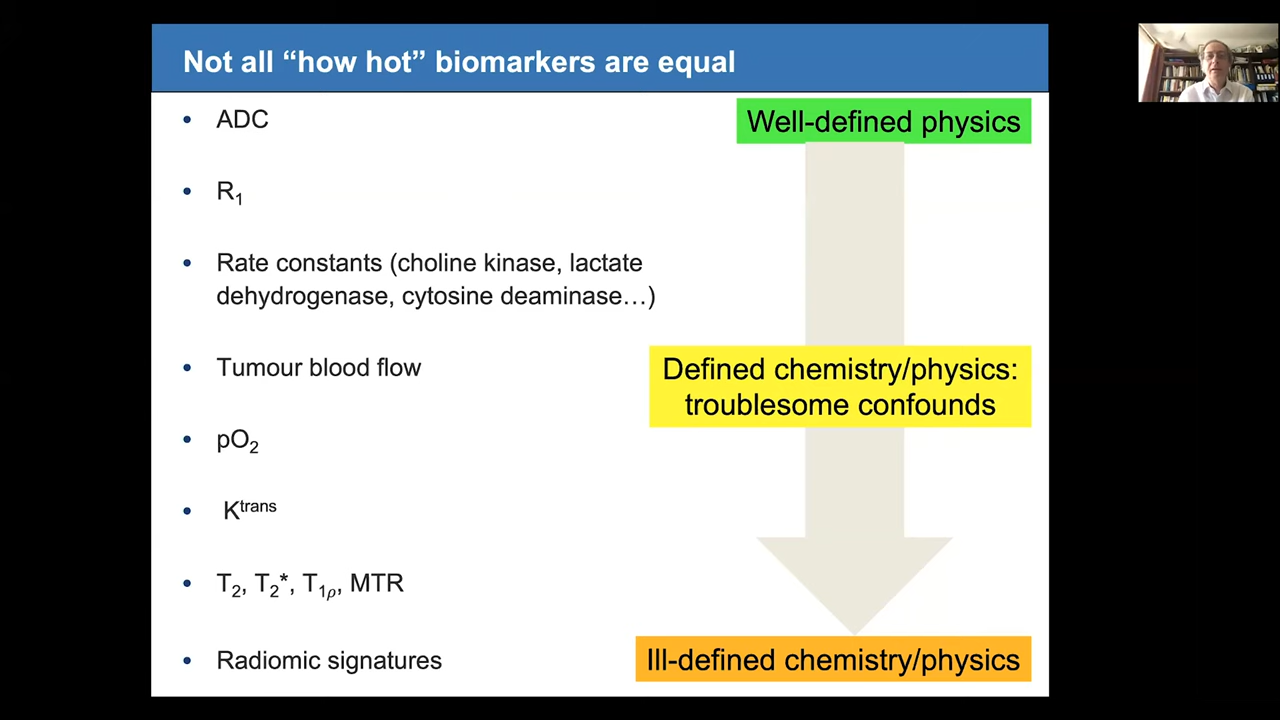 Not all “how hot” biomarkers are equal
• ADC
Well-defined physics
• R₁
• Rate constants (choline kinase, lactate
dehydrogenase, cytosine deaminase…)
• Tumour blood flow
Defined chemistry/physics:
troublesome confounds
• pO₂
• Kᵗʳᵃⁿˢ
• T₂, T₂*, T₁ᵨ, MTR
• Radiomic signatures
Ill-defined chemistry/physics